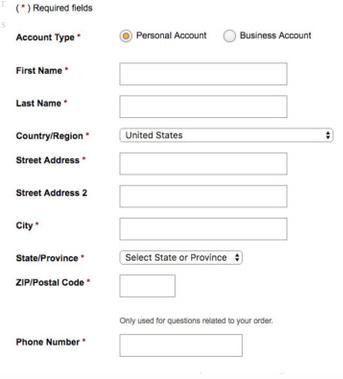 (*) Required fields
Account Type * Personal Account Business Account
First Name *
Last Name *
Country/Region * United States
Street Address *
Street Address 2
City *
State/Province * Select State or Province
ZIP/Postal Code *
Only used for questions related to your order.
Phone Number *